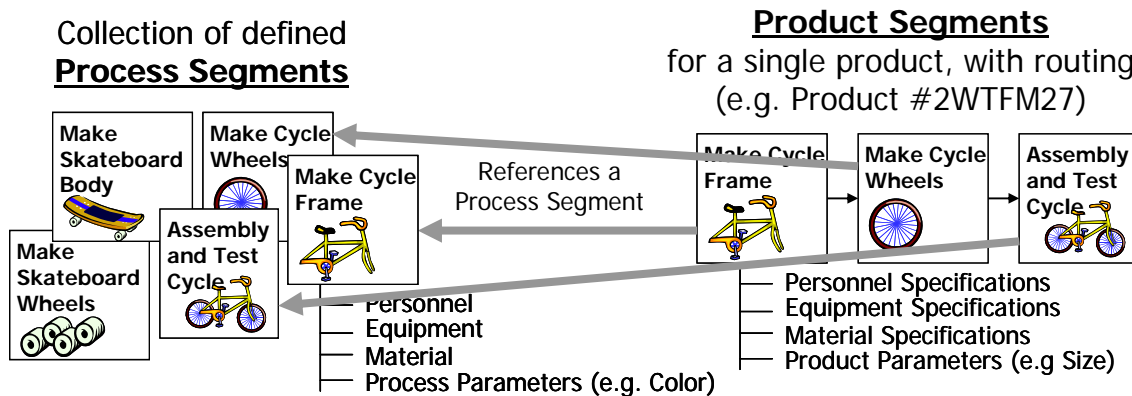 Collection of defined
Process Segments
Product Segments
for a single product, with routing
(e.g. Product #2WTFM27)
Make
Skateboard
Body
Make Cycle
Wheels
Make Cycle
Frame
Assembly
and Test
Cycle
Make
Skateboard
Wheels
References a
Process Segment
Make Cycle
Frame
Make Cycle
Wheels
Assembly
and Test
Cycle
Personnel
Equipment
Material
Process Parameters (e.g. Color)
Personnel Specifications
Equipment Specifications
Material Specifications
Product Parameters (e.g Size)